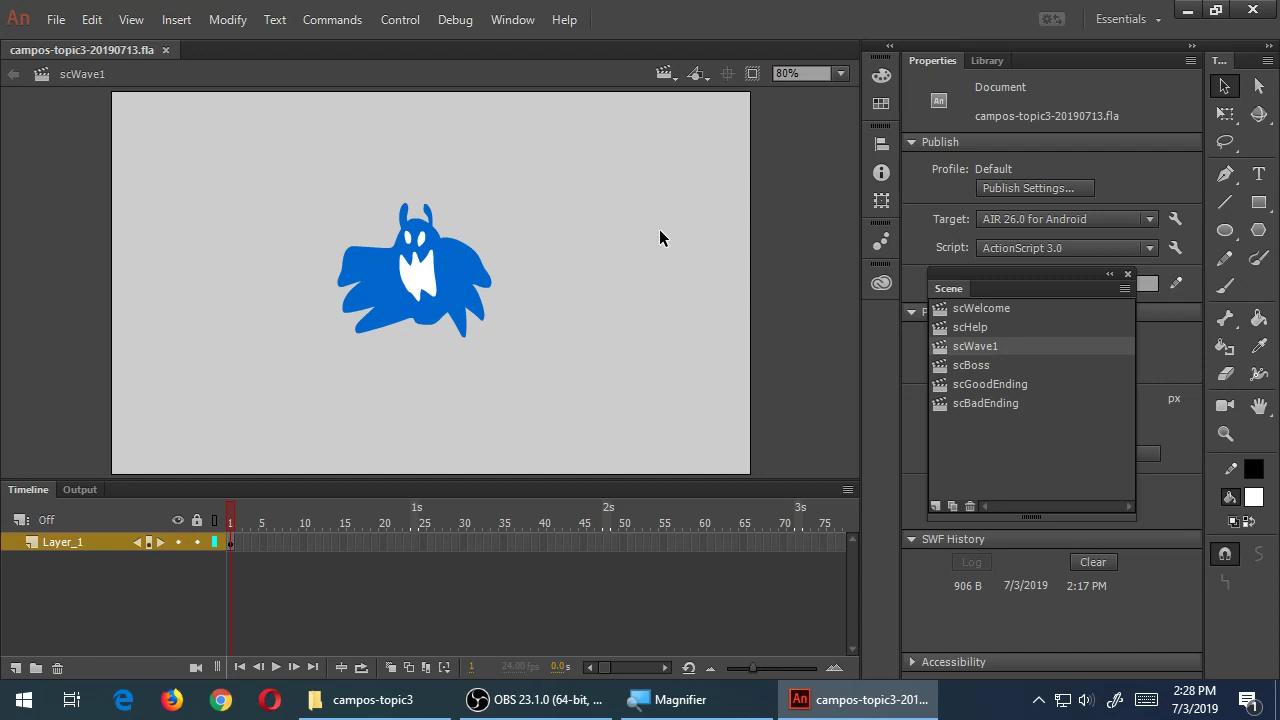 An File Edit View Insert Modify Text Commands Control Debug Window Help Essentials
campos-topic3-20190713.fla
scWave1 80%
Properties Library T...
Document
An campos-topic3-20190713.fla
Publish
Profile: Default
Publish Settings...
Target: AIR 26.0 for Android
Script: ActionScript 3.0
Scene
scWelcome
scHelp
scWave1
scBoss
scGoodEnding
scBadEnding
px
SWF History
Log Clear
906 B 7/3/2019 2:17 PM
Accessibility
Timeline Output
1s 2s 3s
Off 1 5 10 15 20 25 30 35 40 45 50 55 60 65 70 75
Layer_1
1 24.00 fps 0.0 s
campos-topic3 OBS 23.1.0 (64-bit, ... Magnifier An campos-topic3-201...
2:28 PM
7/3/2019
1